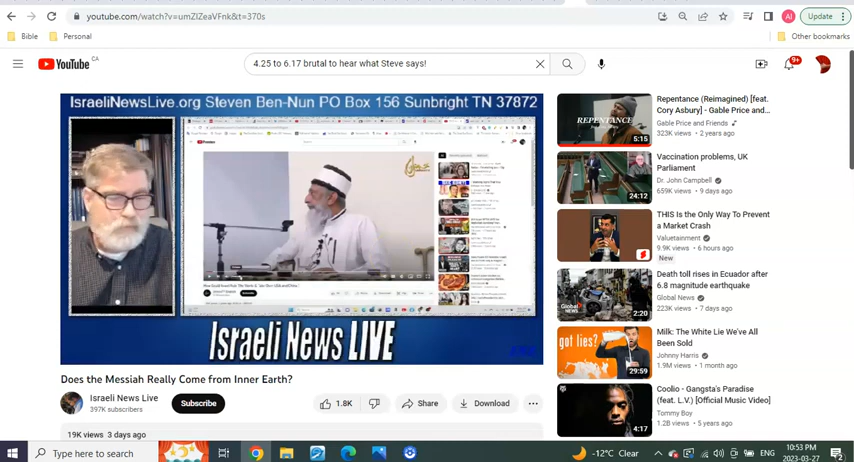 youtube.com/watch?v=umZIZeaVFnk&t=370s
AI
Update
Bible
Personal
Other bookmarks
YouTube CA
4.25 to 6.17 brutal to hear what Steve says!
9+
IsraeliNewsLive.org Steven Ben-Nun PO Box 156 Sunbright TN 37872
Israeli News LIVE
Does the Messiah Really Come from Inner Earth?
Israeli News Live
397K subscribers
Subscribe
1.8K
Share
Download
19K views 3 days ago
REPENTANCE
5:15
Repentance (Reimagined) [feat.
Cory Asbury] - Gable Price and...
Gable Price and Friends
323K views • 2 years ago
24:12
Vaccination problems, UK
Parliament
Dr. John Campbell
659K views • 9 days ago
THIS Is the Only Way To Prevent
a Market Crash
Valuetainment
9.9K views • 6 hours ago
New
Global News
2:20
Death toll rises in Ecuador after
6.8 magnitude earthquake
Global News
223K views • 7 days ago
got lies?
29:59
Milk: The White Lie We've All
Been Sold
Johnny Harris
1.9M views • 1 month ago
4:17
Coolio - Gangsta's Paradise
(feat. L.V.) [Official Music Video]
Tommy Boy
1.2B views • 5 years ago
Type here to search
-12°C Clear
ENG
10:53 PM
2023-03-27
2